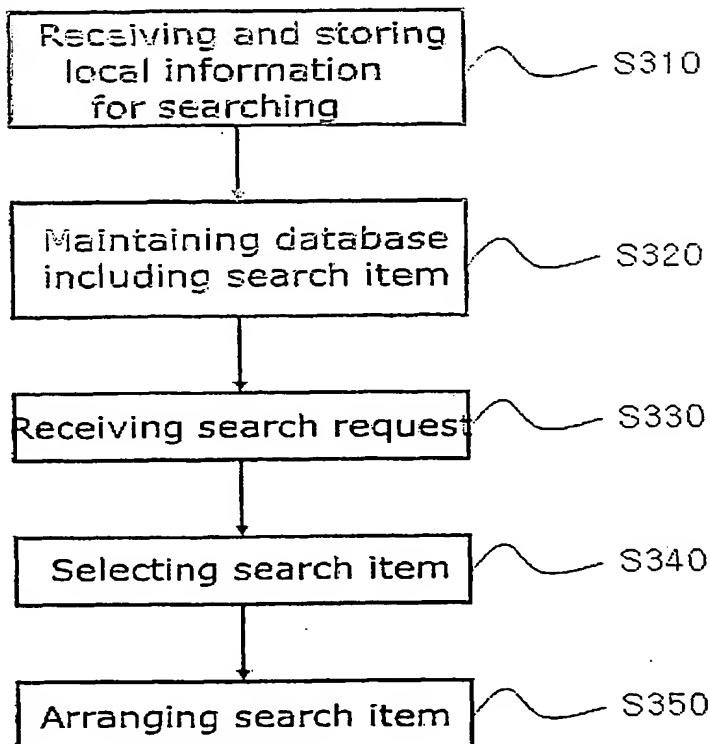 Receiving and storing
local information
for searching
S310
Maintaining database
including search item
S320
Receiving search request
S330
Selecting search item
S340
Arranging search item
S350